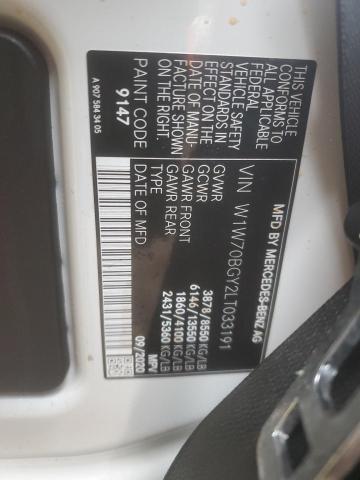 MFD BY MERCEDES-BENZ AG
VIN W1W70BGY2LT033191
GVWR 3878 / 8550 KG/LB
GCWR 6146 / 13550 KG/LB
GAWR FRONT 1860 / 4100 KG/LB
GAWR REAR 2431 / 5360 KG/LB
TYPE MPV
DATE OF MFD 09/2020
THIS VEHICLE
CONFORMS TO
ALL APPLICABLE
FEDERAL MOTOR
VEHICLE SAFETY
STANDARDS IN
EFFECT ON THE
DATE OF MANU-
FACTURE SHOWN
ON THE RIGHT.
PAINT CODE
9147
A 907 584 34 05